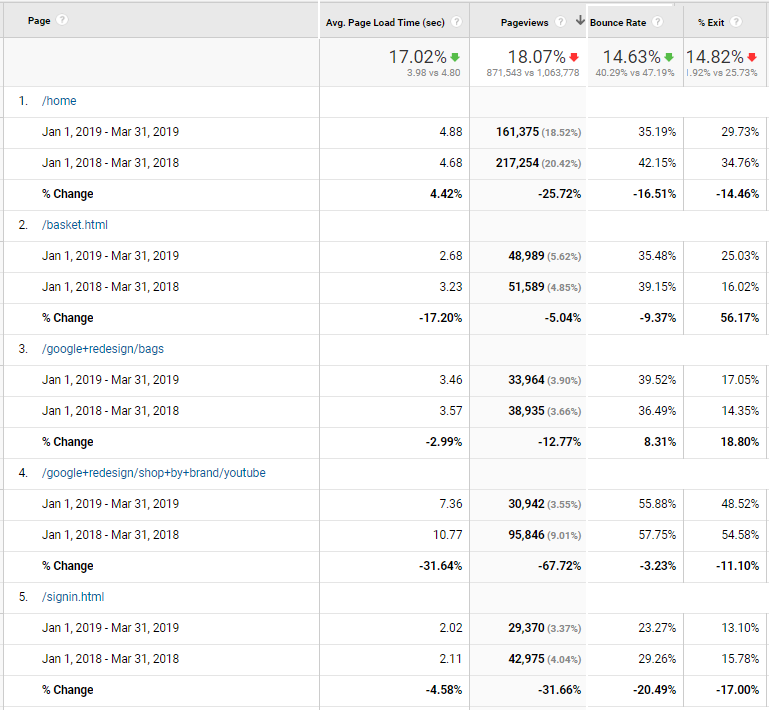 Page Avg. Page Load Time (sec) Pageviews Bounce Rate % Exit
17.02% 18.07% 14.63% 14.82%
3.98 vs 4.80 871,543 vs 1,063,778 40.29% vs 47.19% 1.92% vs 25.73%
1. /home
Jan 1, 2019 - Mar 31, 2019 4.88 161,375 (18.52%) 35.19% 29.73%
Jan 1, 2018 - Mar 31, 2018 4.68 217,254 (20.42%) 42.15% 34.76%
% Change 4.42% -25.72% -16.51% -14.46%
2. /basket.html
Jan 1, 2019 - Mar 31, 2019 2.68 48,989 (5.62%) 35.48% 25.03%
Jan 1, 2018 - Mar 31, 2018 3.23 51,589 (4.85%) 39.15% 16.02%
% Change -17.20% -5.04% -9.37% 56.17%
3. /google+redesign/bags
Jan 1, 2019 - Mar 31, 2019 3.46 33,964 (3.90%) 39.52% 17.05%
Jan 1, 2018 - Mar 31, 2018 3.57 38,935 (3.66%) 36.49% 14.35%
% Change -2.99% -12.77% 8.31% 18.80%
4. /google+redesign/shop+by+brand/youtube
Jan 1, 2019 - Mar 31, 2019 7.36 30,942 (3.55%) 55.88% 48.52%
Jan 1, 2018 - Mar 31, 2018 10.77 95,846 (9.01%) 57.75% 54.58%
% Change -31.64% -67.72% -3.23% -11.10%
5. /signin.html
Jan 1, 2019 - Mar 31, 2019 2.02 29,370 (3.37%) 23.27% 13.10%
Jan 1, 2018 - Mar 31, 2018 2.11 42,975 (4.04%) 29.26% 15.78%
% Change -4.58% -31.66% -20.49% -17.00%